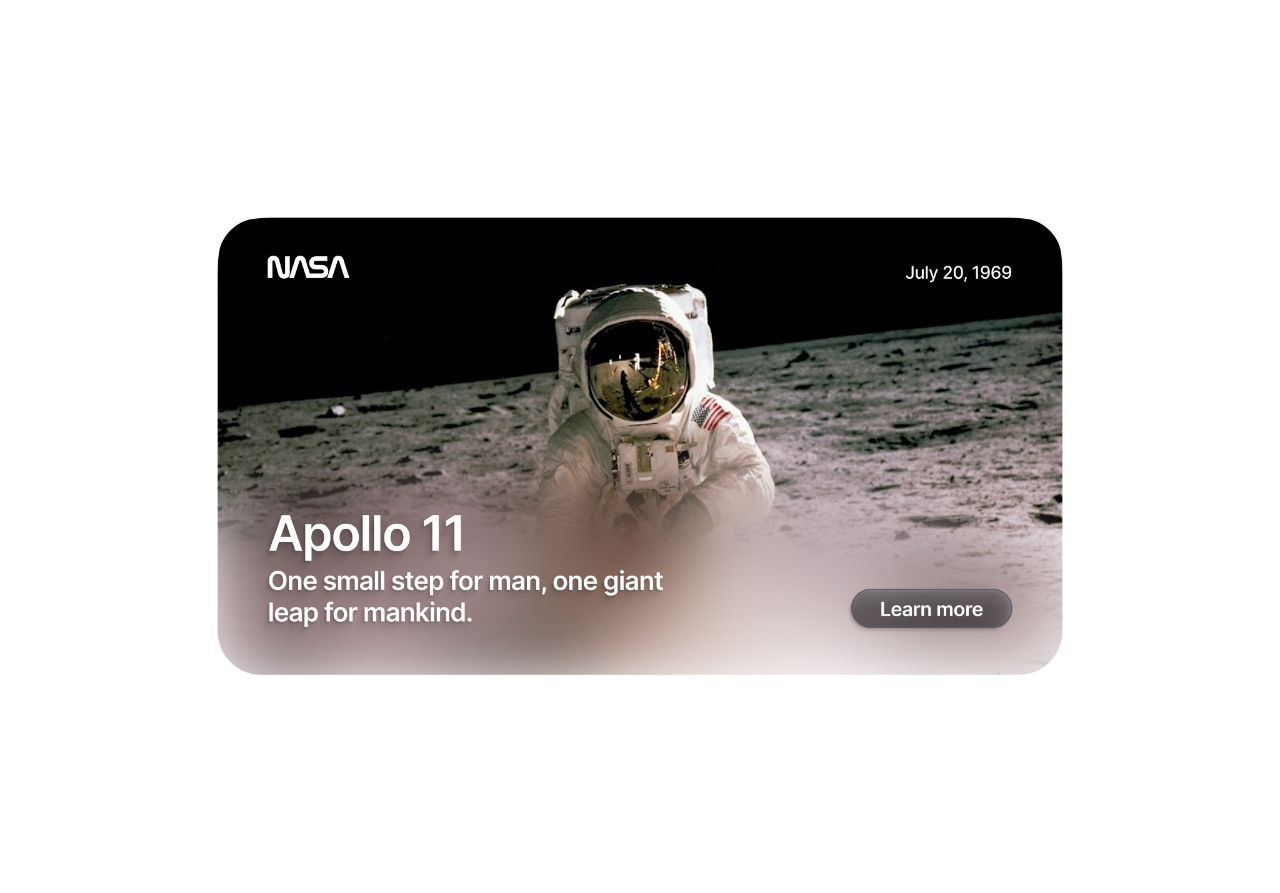 NASA
July 20, 1969
Apollo 11
One small step for man, one giant
leap for mankind.
Learn more